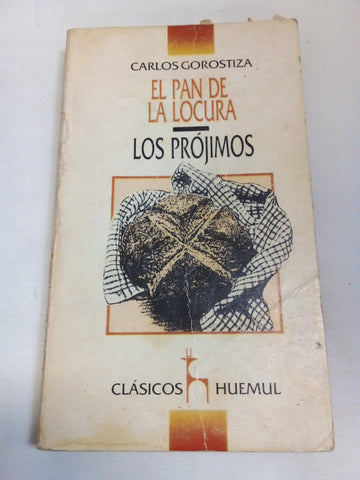 CARLOS GOROSTIZA
EL PAN DE
LA LOCURA
LOS PRÓJIMOS
CLÁSICOS HUEMUL